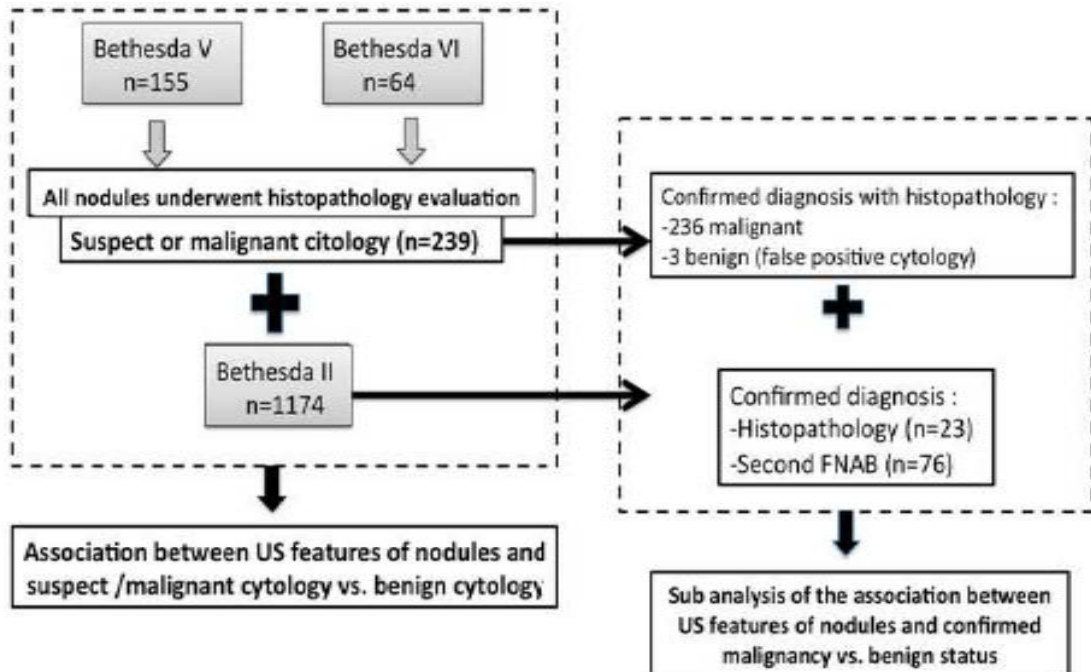 Bethesda V
n=155
Bethesda VI
n=64
All nodules underwent histopathology evaluation
Suspect or malignant citology (n=239)
Bethesda II
n=1174
Association between US features of nodules and
suspect /malignant cytology vs. benign cytology
Confirmed diagnosis with histopathology :
-236 malignant
-3 benign (false positive cytology)
Confirmed diagnosis :
-Histopathology (n=23)
-Second FNAB (n=76)
Sub analysis of the association between
US features of nodules and confirmed
malignancy vs. benign status